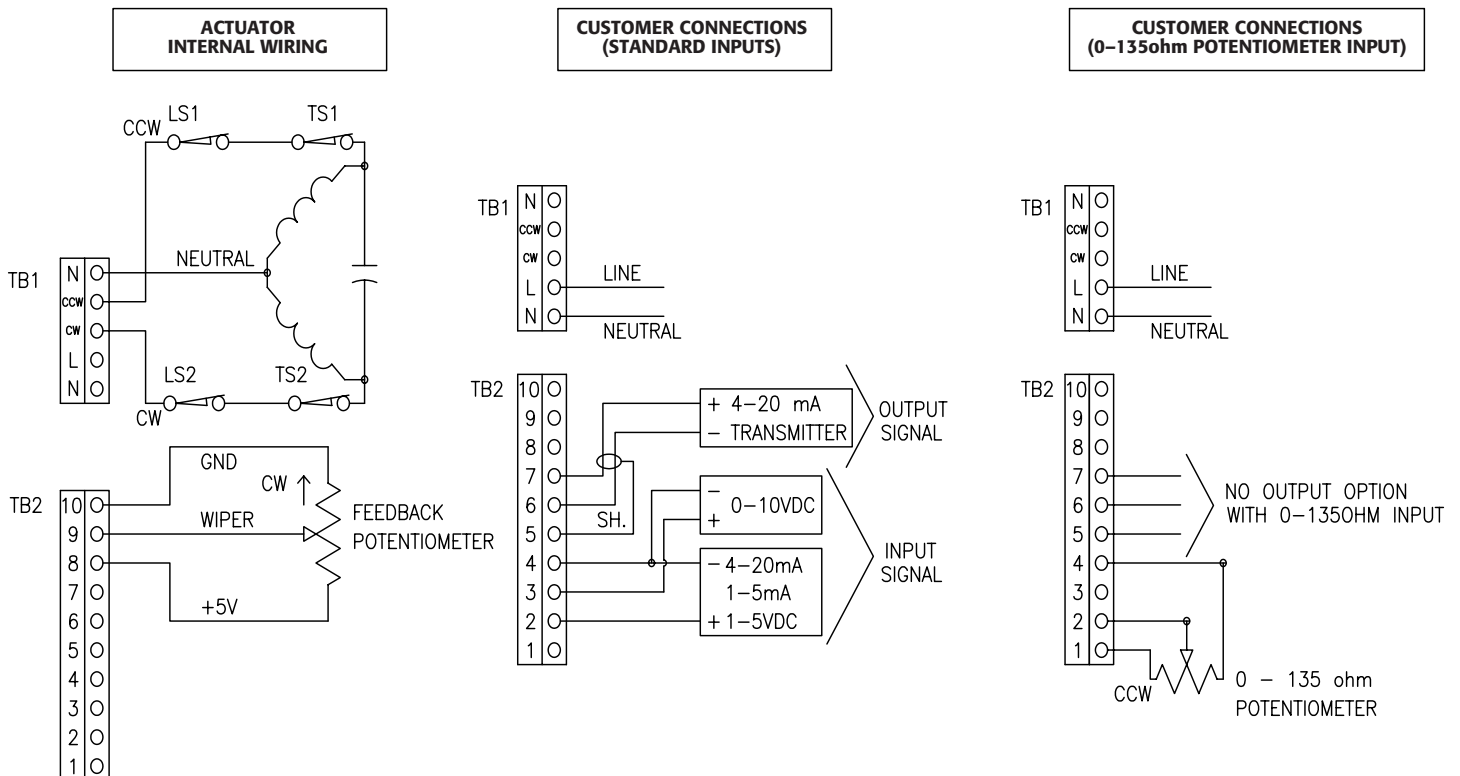 ACTUATOR
INTERNAL WIRING
CCW
LS1
TS1
TB1
N
CCW
CW
L
N
NEUTRAL
LS2
TS2
CW
TB2
10
9
8
7
6
5
4
3
2
1
GND
CW
WIPER
FEEDBACK
POTENTIOMETER
+5V
CUSTOMER CONNECTIONS
(STANDARD INPUTS)
TB1
N
CCW
CW
L
N
LINE
NEUTRAL
TB2
10
9
8
7
6
5
4
3
2
1
+ 4–20 mA
– TRANSMITTER
OUTPUT
SIGNAL
SH.
–
0–10VDC
+
– 4–20mA
1–5mA
+ 1–5VDC
INPUT
SIGNAL
CUSTOMER CONNECTIONS
(0–135ohm POTENTIOMETER INPUT)
TB1
N
CCW
CW
L
N
LINE
NEUTRAL
TB2
10
9
8
7
6
5
4
3
2
1
NO OUTPUT OPTION
WITH 0–135OHM INPUT
CCW
0 – 135 ohm
POTENTIOMETER